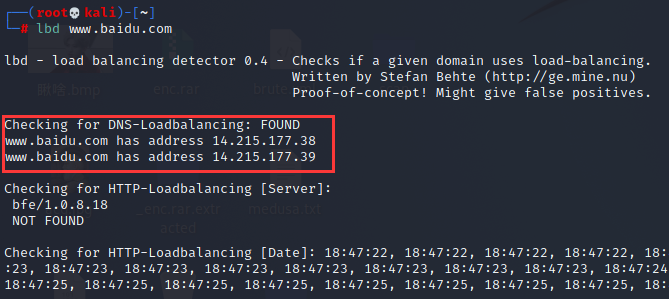 ┌──(root💀kali)-[~]
└─# lbd www.baidu.com
lbd - load balancing detector 0.4 - Checks if a given domain uses load-balancing.
Written by Stefan Behte (http://ge.mine.nu)
Proof-of-concept! Might give false positives.
Checking for DNS-Loadbalancing: FOUND
www.baidu.com has address 14.215.177.38
www.baidu.com has address 14.215.177.39
Checking for HTTP-Loadbalancing [Server]:
bfe/1.0.8.18
NOT FOUND
Checking for HTTP-Loadbalancing [Date]: 18:47:22, 18:47:22, 18:47:22, 18:47:22, 18:
:23, 18:47:23, 18:47:23, 18:47:23, 18:47:23, 18:47:23, 18:47:23, 18:47:24, 18:47:24
18:47:25, 18:47:25, 18:47:25, 18:47:25, 18:47:25, 18:47:25, 18:47:25, 18:47:25, 18: